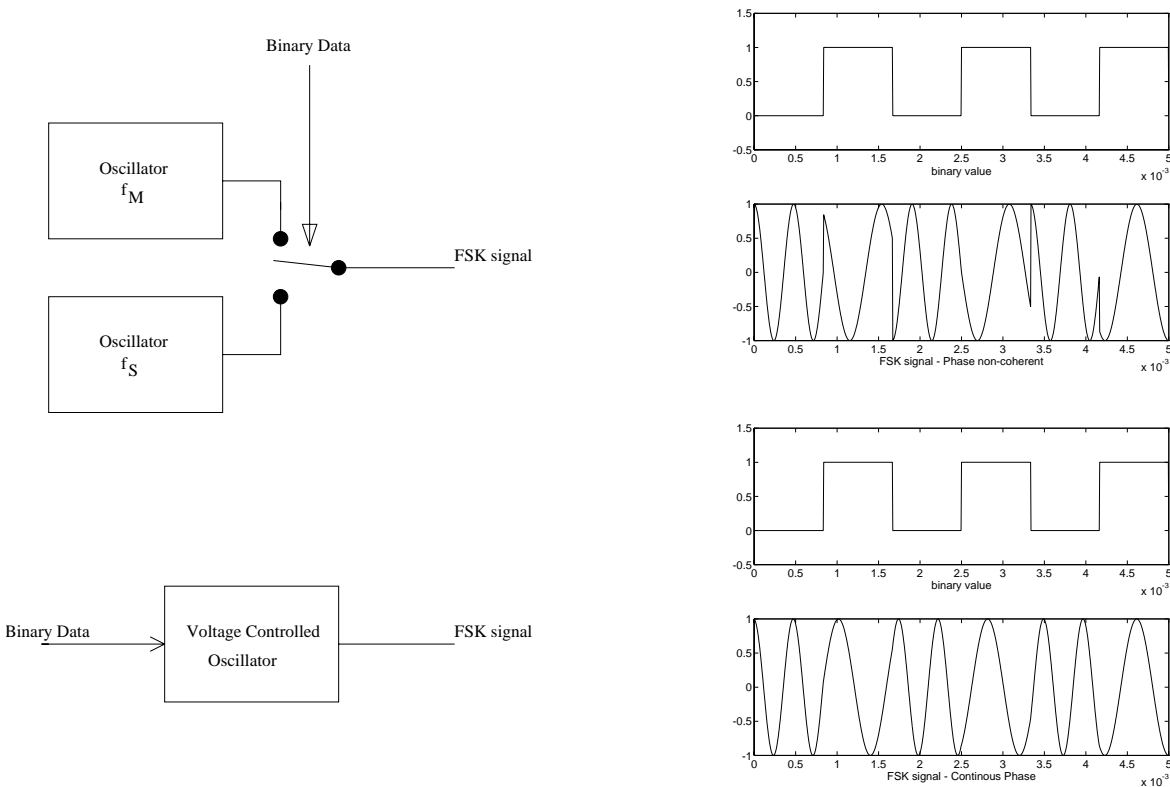 Binary Data
Oscillator
f_M
FSK signal
Oscillator
f_S
Binary Data
Voltage Controlled
Oscillator
FSK signal
1.5
1
0.5
0
-0.5
0 0.5 1 1.5 2 2.5 3 3.5 4 4.5 5
binary value
x 10^-3
1
0.5
0
-0.5
-1
0 0.5 1 1.5 2 2.5 3 3.5 4 4.5 5
FSK signal - Phase non-coherent
x 10^-3
1.5
1
0.5
0
-0.5
0 0.5 1 1.5 2 2.5 3 3.5 4 4.5 5
binary value
x 10^-3
1
0.5
0
-0.5
-1
0 0.5 1 1.5 2 2.5 3 3.5 4 4.5 5
FSK signal - Continous Phase
x 10^-3